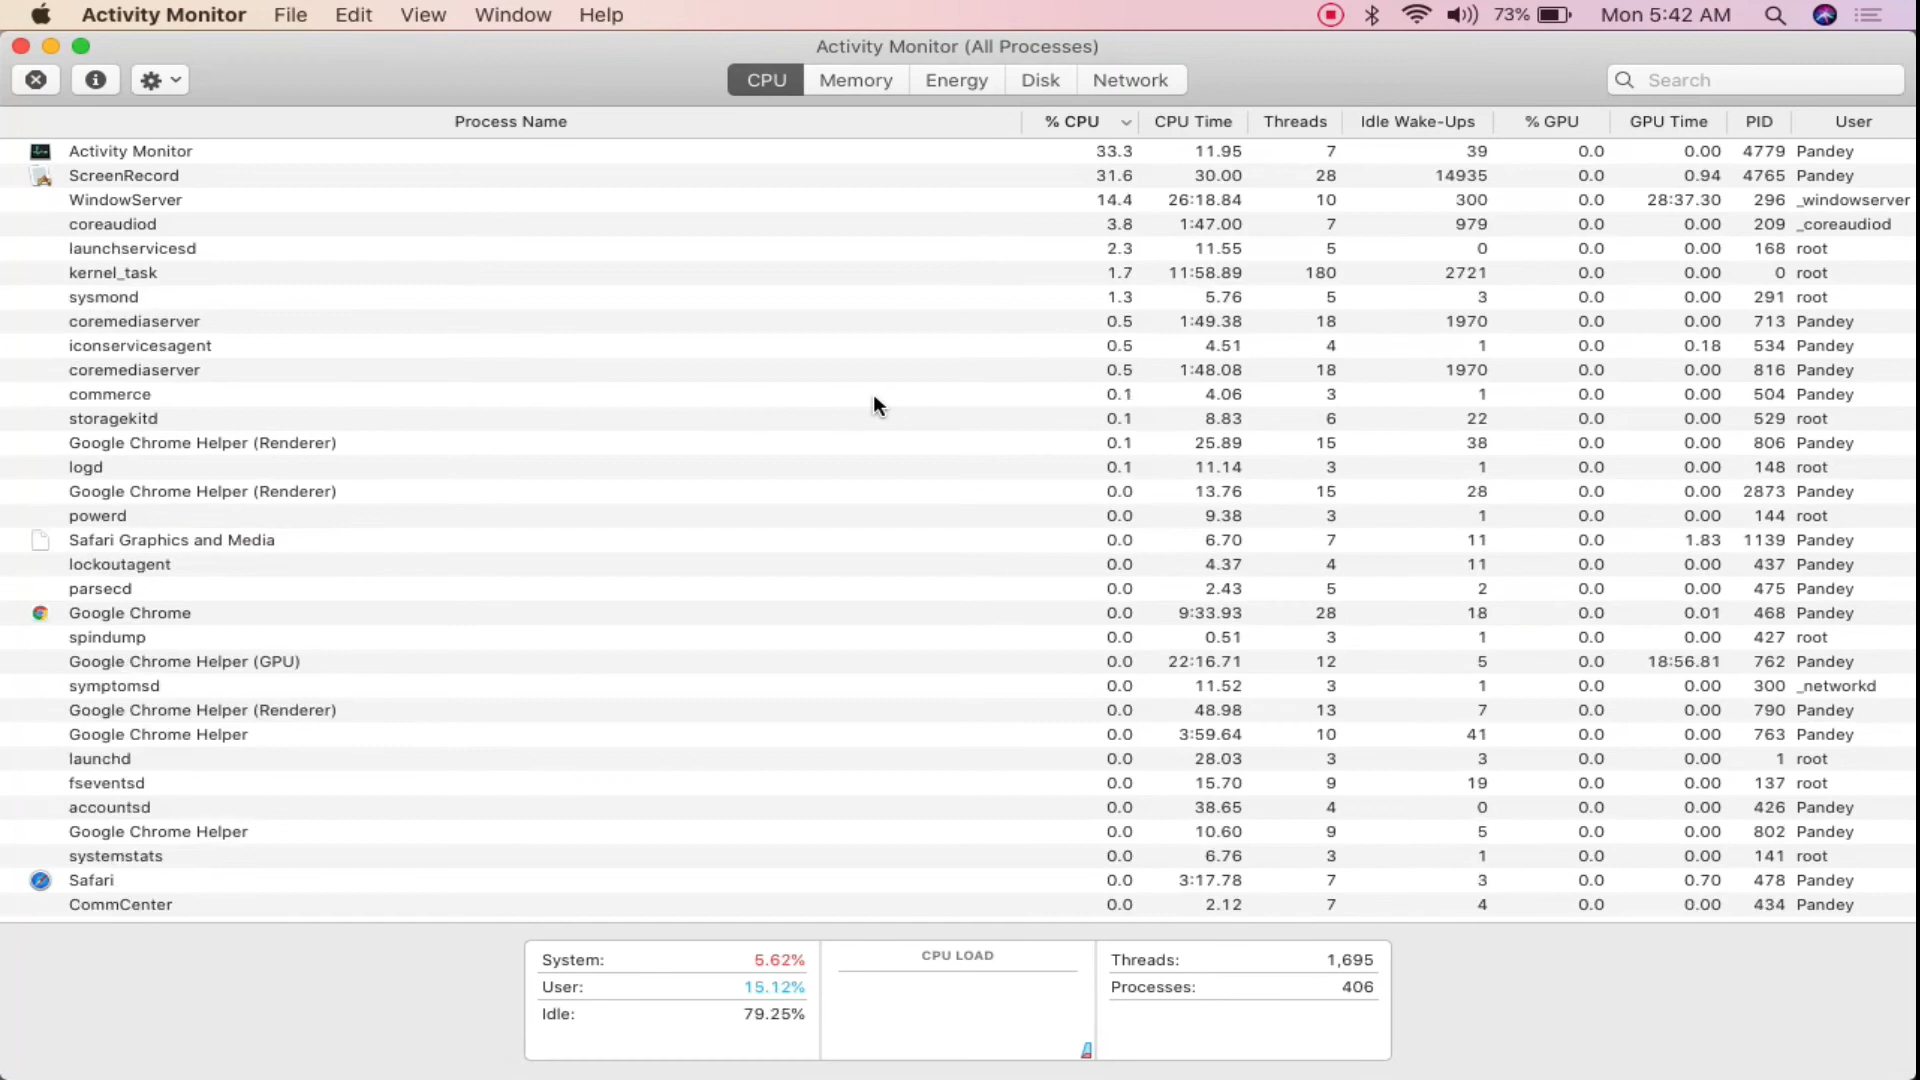 Activity Monitor File Edit View Window Help 73% Mon 5:42 AM
Activity Monitor (All Processes)
CPU Memory Energy Disk Network Search
Process Name % CPU CPU Time Threads Idle Wake-Ups % GPU GPU Time PID User
Activity Monitor 33.3 11.95 7 39 0.0 0.00 4779 Pandey
ScreenRecord 31.6 30.00 28 14935 0.0 0.94 4765 Pandey
WindowServer 14.4 26:18.84 10 300 0.0 28:37.30 296 _windowserver
coreaudiod 3.8 1:47.00 7 979 0.0 0.00 209 _coreaudiod
launchservicesd 2.3 11.55 5 0 0.0 0.00 168 root
kernel_task 1.7 11:58.89 180 2721 0.0 0.00 0 root
sysmond 1.3 5.76 5 3 0.0 0.00 291 root
coremediaserver 0.5 1:49.38 18 1970 0.0 0.00 713 Pandey
iconservicesagent 0.5 4.51 4 1 0.0 0.18 534 Pandey
coremediaserver 0.5 1:48.08 18 1970 0.0 0.00 816 Pandey
commerce 0.1 4.06 3 1 0.0 0.00 504 Pandey
storagekitd 0.1 8.83 6 22 0.0 0.00 529 root
Google Chrome Helper (Renderer) 0.1 25.89 15 38 0.0 0.00 806 Pandey
logd 0.1 11.14 3 1 0.0 0.00 148 root
Google Chrome Helper (Renderer) 0.0 13.76 15 28 0.0 0.00 2873 Pandey
powerd 0.0 9.38 3 1 0.0 0.00 144 root
Safari Graphics and Media 0.0 6.70 7 11 0.0 1.83 1139 Pandey
lockoutagent 0.0 4.37 4 11 0.0 0.00 437 Pandey
parsecd 0.0 2.43 5 2 0.0 0.00 475 Pandey
Google Chrome 0.0 9:33.93 28 18 0.0 0.01 468 Pandey
spindump 0.0 0.51 3 1 0.0 0.00 427 root
Google Chrome Helper (GPU) 0.0 22:16.71 12 5 0.0 18:56.81 762 Pandey
symptomsd 0.0 11.52 3 1 0.0 0.00 300 _networkd
Google Chrome Helper (Renderer) 0.0 48.98 13 7 0.0 0.00 790 Pandey
Google Chrome Helper 0.0 3:59.64 10 41 0.0 0.00 763 Pandey
launchd 0.0 28.03 3 3 0.0 0.00 1 root
fseventsd 0.0 15.70 9 19 0.0 0.00 137 root
accountsd 0.0 38.65 4 0 0.0 0.00 426 Pandey
Google Chrome Helper 0.0 10.60 9 5 0.0 0.00 802 Pandey
systemstats 0.0 6.76 3 1 0.0 0.00 141 root
Safari 0.0 3:17.78 7 3 0.0 0.70 478 Pandey
CommCenter 0.0 2.12 7 4 0.0 0.00 434 Pandey
System: 5.62% CPU LOAD Threads: 1,695
User: 15.12% Processes: 406
Idle: 79.25%